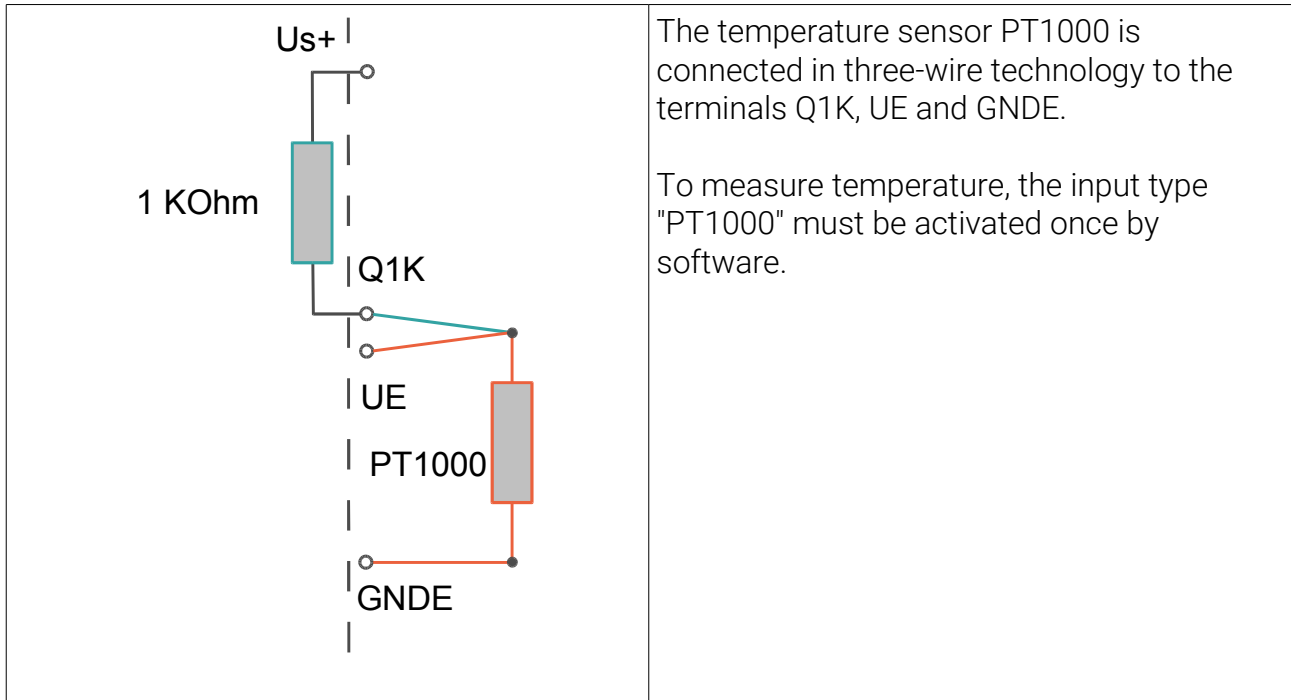 Us+
1 KOhm
Q1K
UE
PT1000
GNDE
The temperature sensor PT1000 is
connected in three-wire technology to the
terminals Q1K, UE and GNDE.
To measure temperature, the input type
"PT1000" must be activated once by
software.